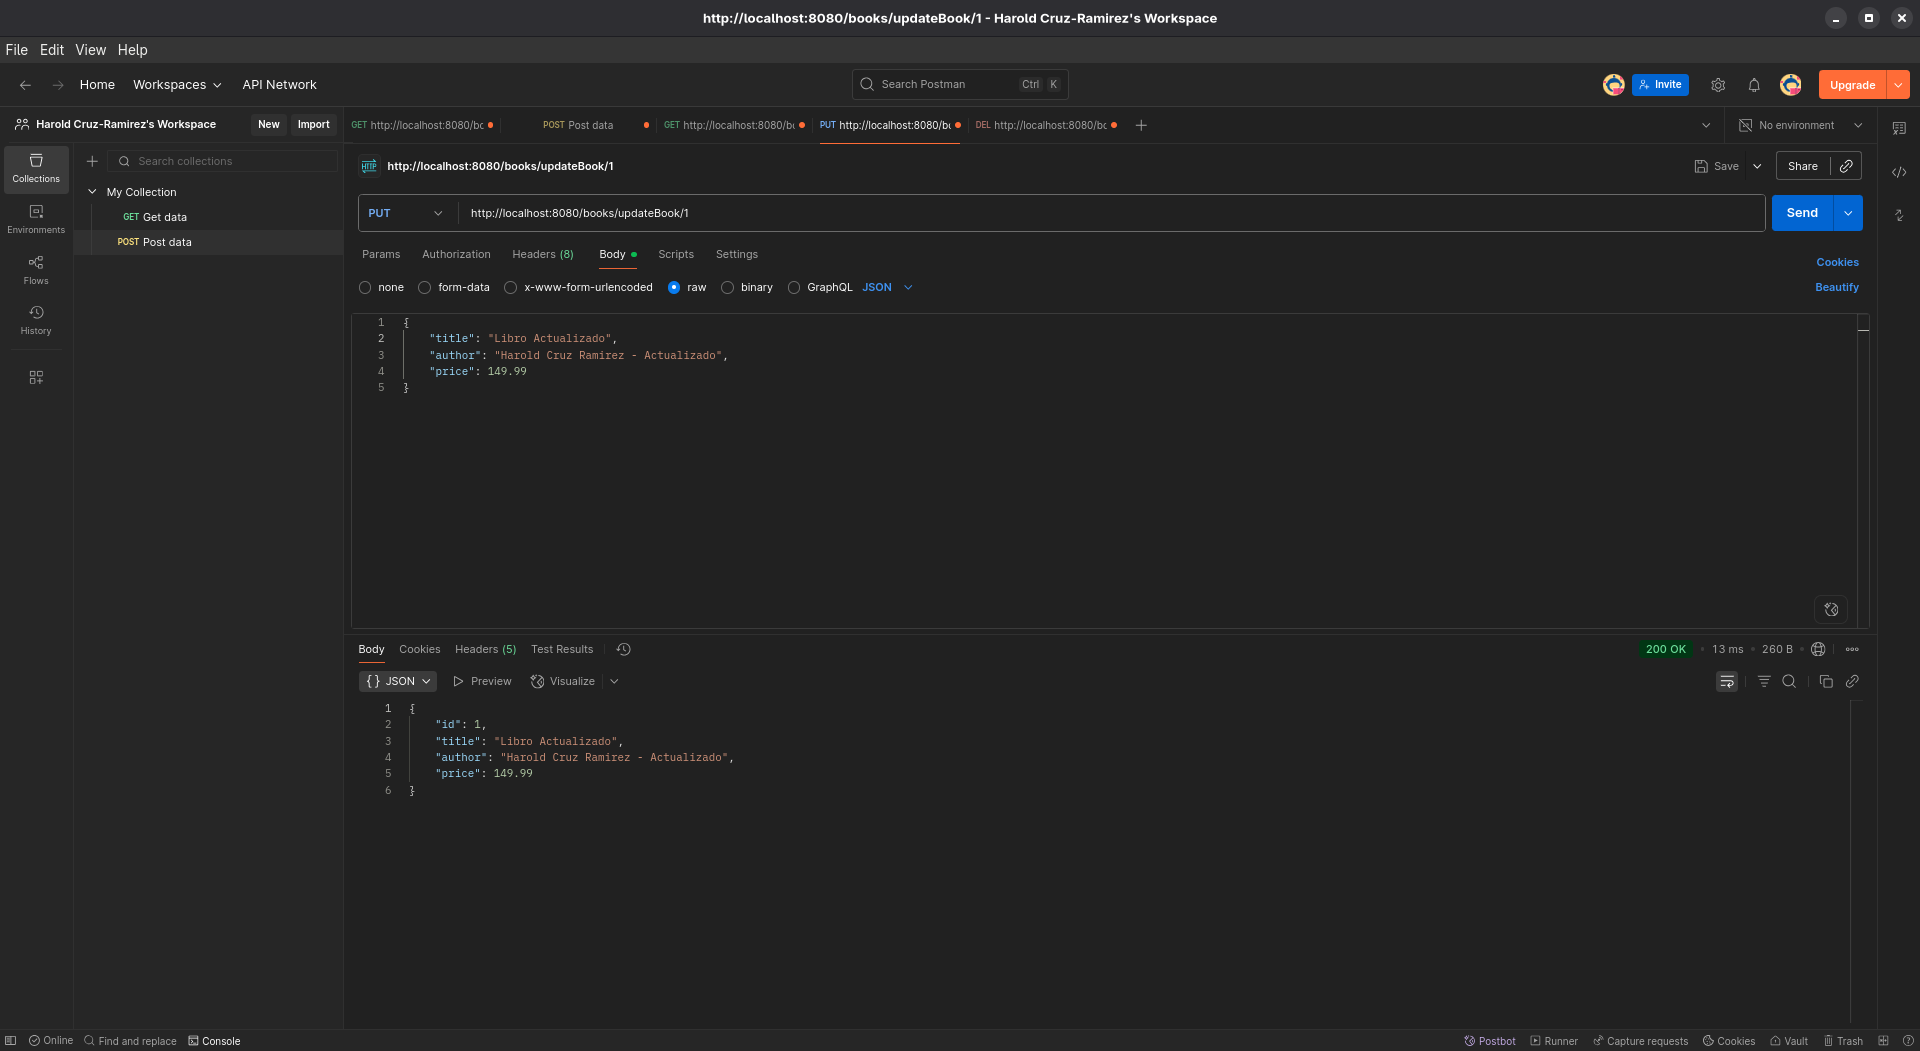 http://localhost:8080/books/updateBook/1 - Harold Cruz-Ramirez's Workspace
File Edit View Help
Home Workspaces API Network
Search Postman Ctrl K
Invite
Upgrade
Harold Cruz-Ramirez's Workspace New Import
GET http://localhost:8080/bc POST Post data GET http://localhost:8080/b PUT http://localhost:8080/b DEL http://localhost:8080/bc
No environment
Collections
Environments
Flows
History
Search collections
My Collection
GET Get data
POST Post data
HTTP http://localhost:8080/books/updateBook/1
Save Share
PUT http://localhost:8080/books/updateBook/1
Send
Params Authorization Headers (8) Body Scripts Settings
Cookies
none form-data x-www-form-urlencoded raw binary GraphQL JSON
Beautify
1 {
2 "title": "Libro Actualizado",
3 "author": "Harold Cruz Ramirez - Actualizado",
4 "price": 149.99
5 }
Body Cookies Headers (5) Test Results
200 OK • 13 ms • 260 B
{} JSON Preview Visualize
1 {
2 "id": 1,
3 "title": "Libro Actualizado",
4 "author": "Harold Cruz Ramirez - Actualizado",
5 "price": 149.99
6 }
Online Find and replace Console
Postbot Runner Capture requests Cookies Vault Trash